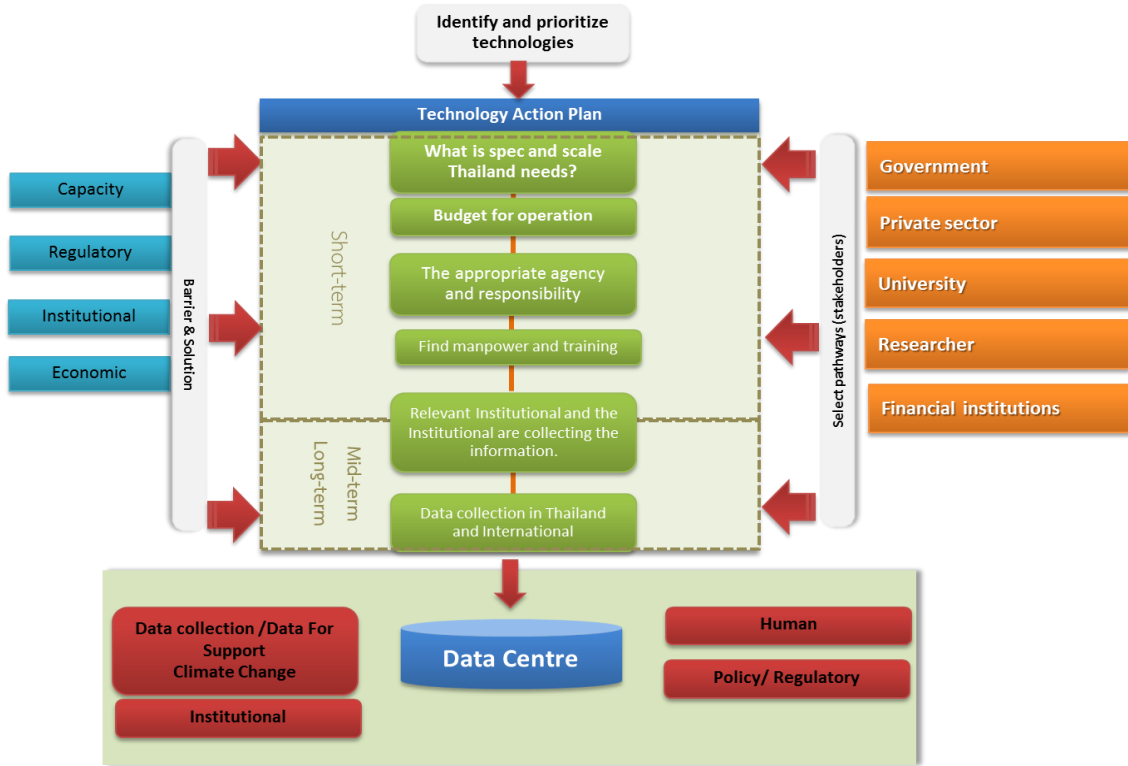 Identify and prioritize
technologies
Technology Action Plan
What is spec and scale
Thailand needs?
Budget for operation
The appropriate agency
and responsibility
Find manpower and training
Relevant Institutional and the
Institutional are collecting the
information.
Data collection in Thailand
and International
Short-term
Mid-term
Long-term
Capacity
Regulatory
Institutional
Economic
Barrier & Solution
Select pathways (stakeholders)
Government
Private sector
University
Researcher
Financial institutions
Data collection /Data For
Support
Climate Change
Institutional
Data Centre
Human
Policy/ Regulatory